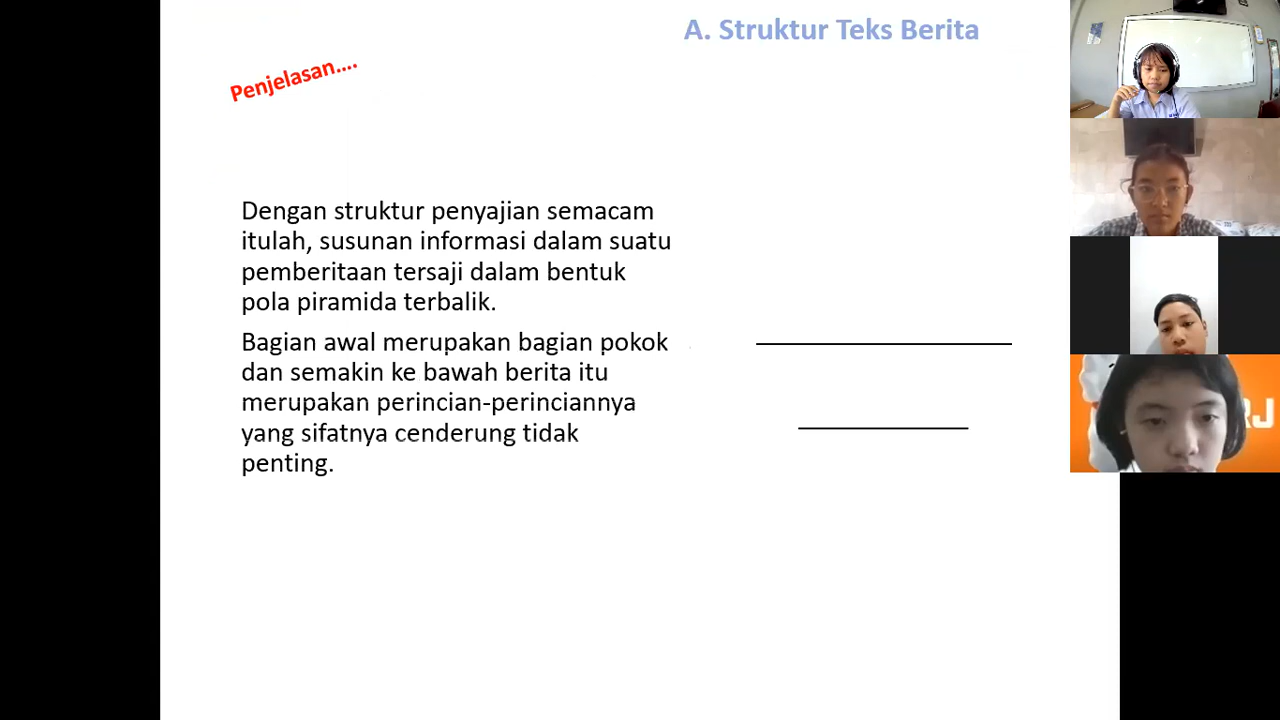 A. Struktur Teks Berita
Penjelasan....
Dengan struktur penyajian semacam
itulah, susunan informasi dalam suatu
pemberitaan tersaji dalam bentuk
pola piramida terbalik.
Bagian awal merupakan bagian pokok
dan semakin ke bawah berita itu
merupakan perincian-perinciannya
yang sifatnya cenderung tidak
penting.
RJ